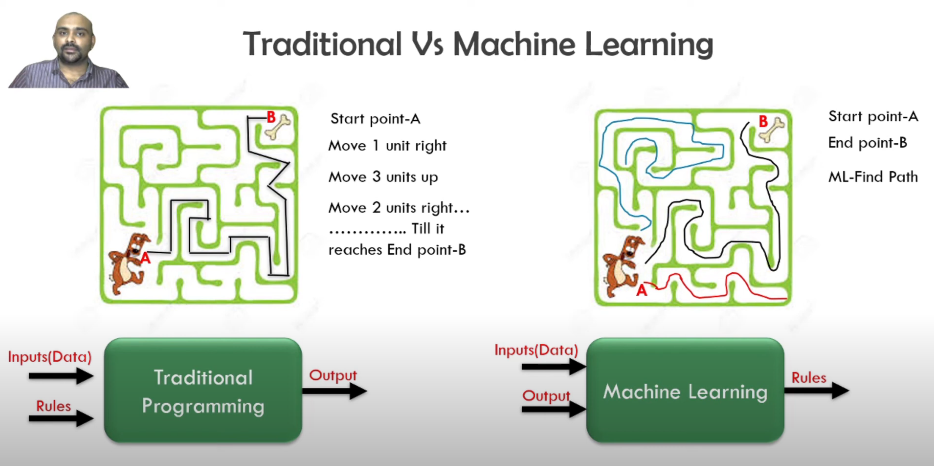 Traditional Vs Machine Learning
B
A
Start point-A
Move 1 unit right
Move 3 units up
Move 2 units right...
.............. Till it
reaches End point-B
B
A
Start point-A
End point-B
ML-Find Path
Inputs(Data)
Rules
Traditional
Programming
Output
Inputs(Data)
Output
Machine Learning
Rules